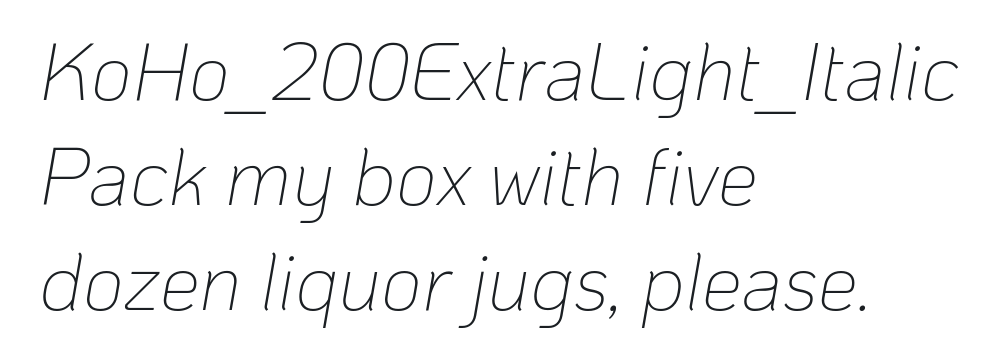 KoHo_200ExtraLight_Italic
Pack my box with five
dozen liquor jugs, please.